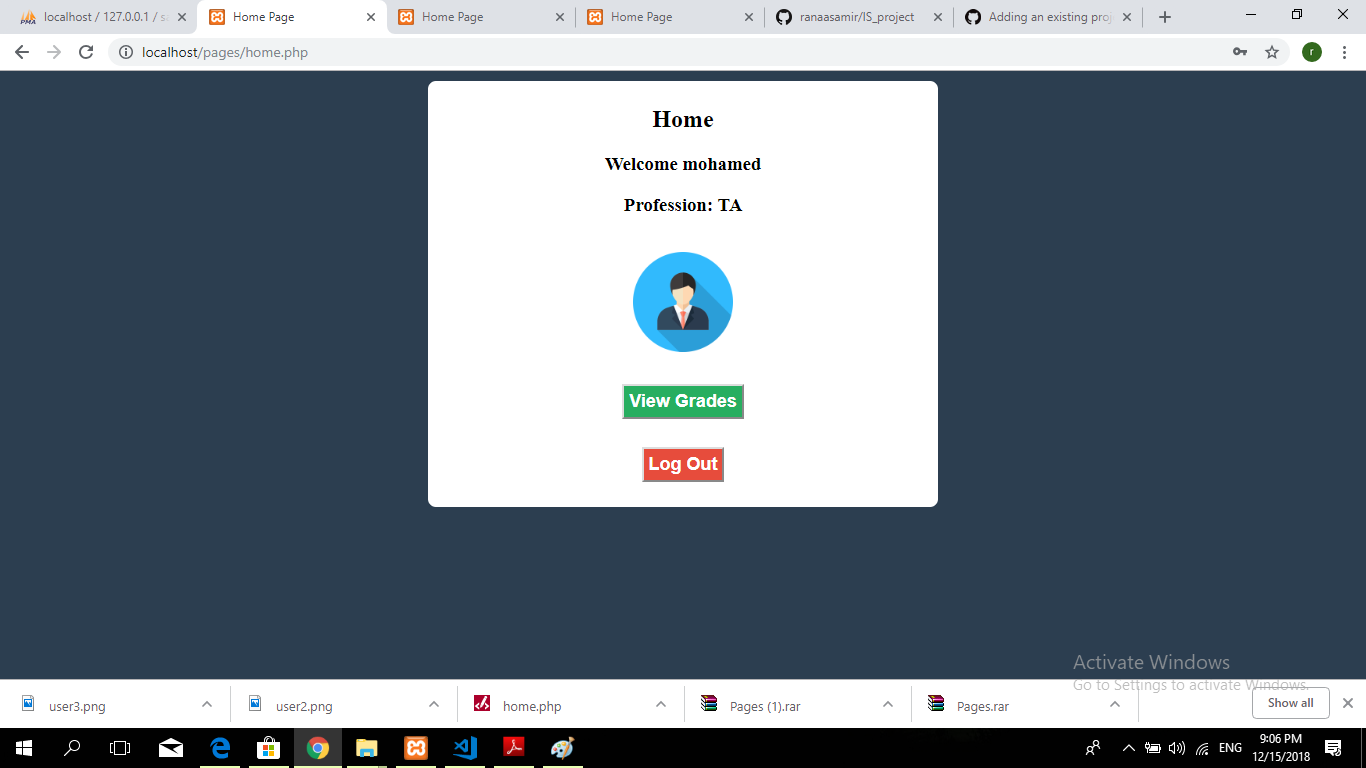 localhost / 127.0.0.1 /
Home Page
Home Page
Home Page
ranaasamir/IS_project
Adding an existing
localhost/pages/home.php
r
Home
Welcome mohamed
Profession: TA
View Grades
Log Out
Activate Windows
Go to Settings to activate Windows.
user3.png
user2.png
home.php
Pages (1).rar
Pages.rar
Show all
ENG
9:06 PM
12/15/2018
PMA